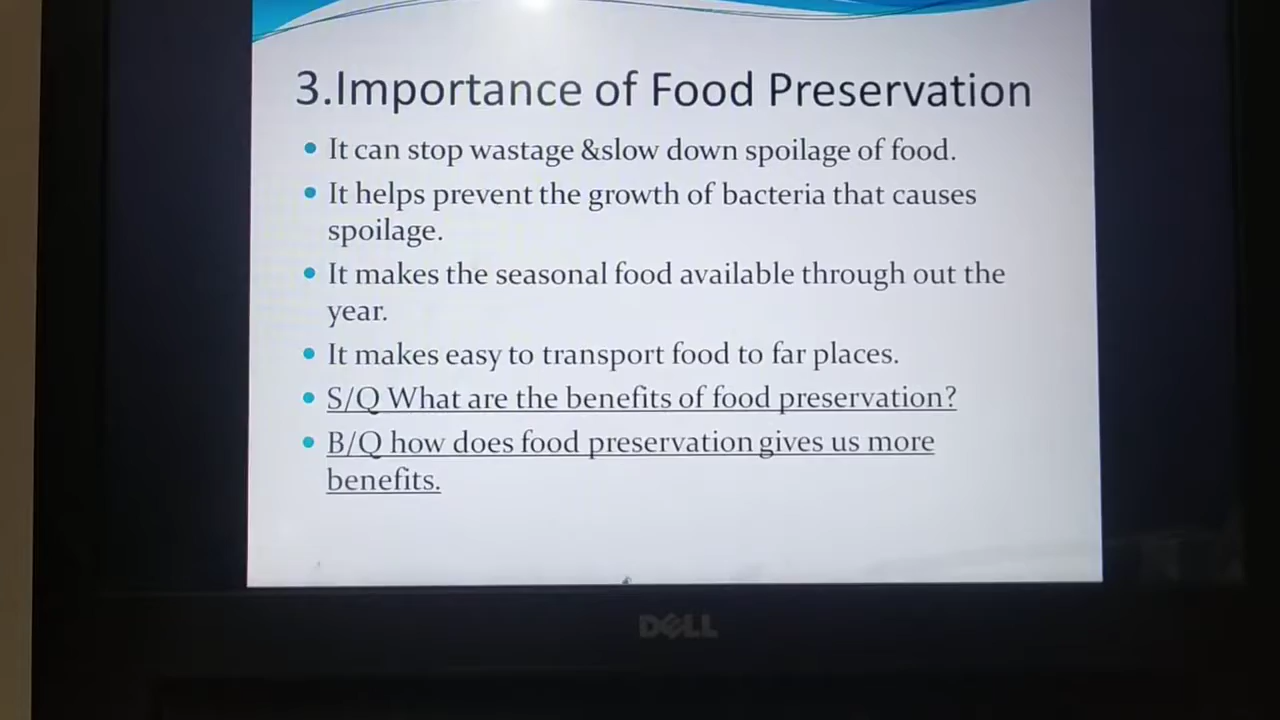 3.Importance of Food Preservation
It can stop wastage &slow down spoilage of food.
It helps prevent the growth of bacteria that causes
spoilage.
It makes the seasonal food available through out the
year.
It makes easy to transport food to far places.
S/Q What are the benefits of food preservation?
B/Q how does food preservation gives us more
benefits.
DELL